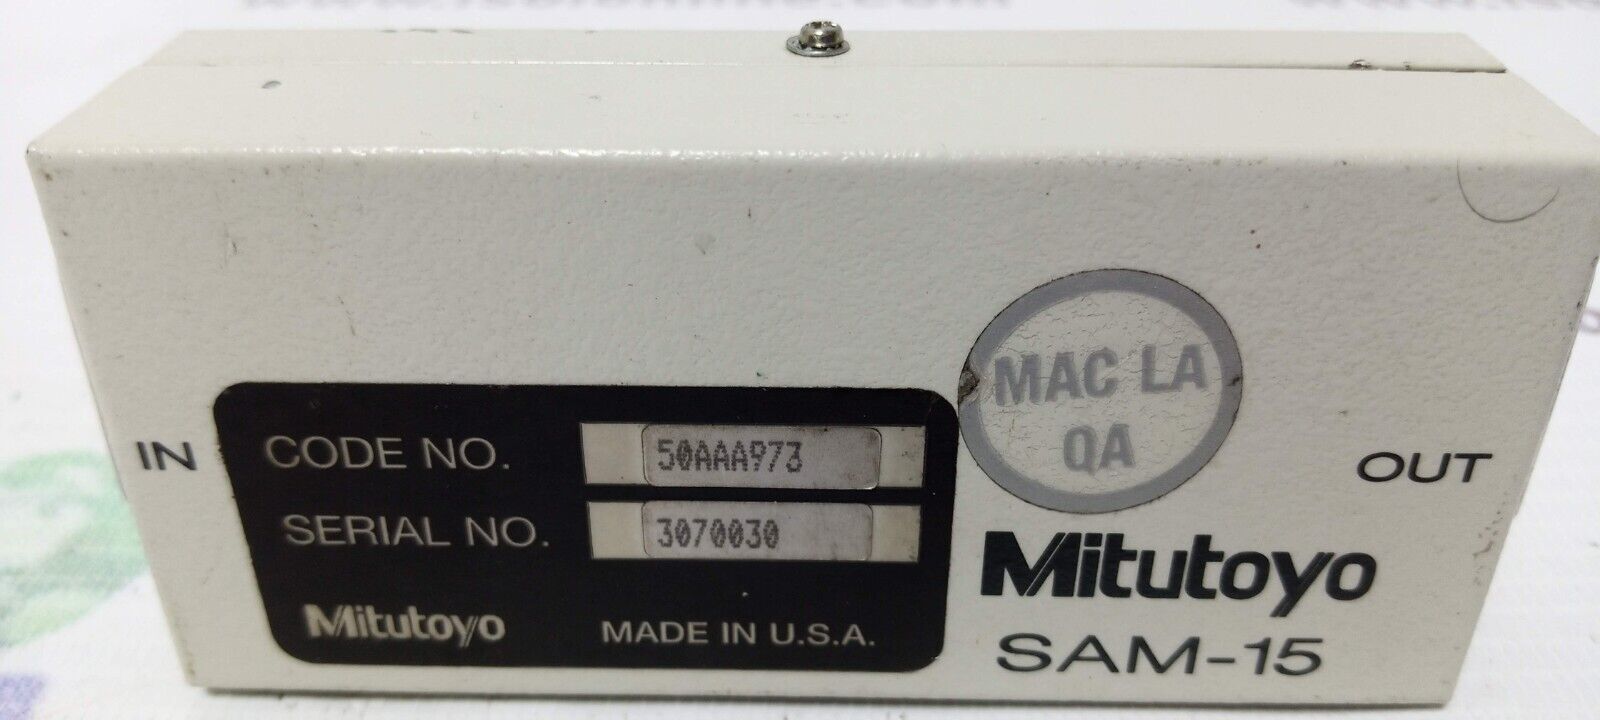 IN
CODE NO. 50AAA973
SERIAL NO. 3070030
Mitutoyo MADE IN U.S.A.
MAC LA
QA
OUT
Mitutoyo
SAM-15